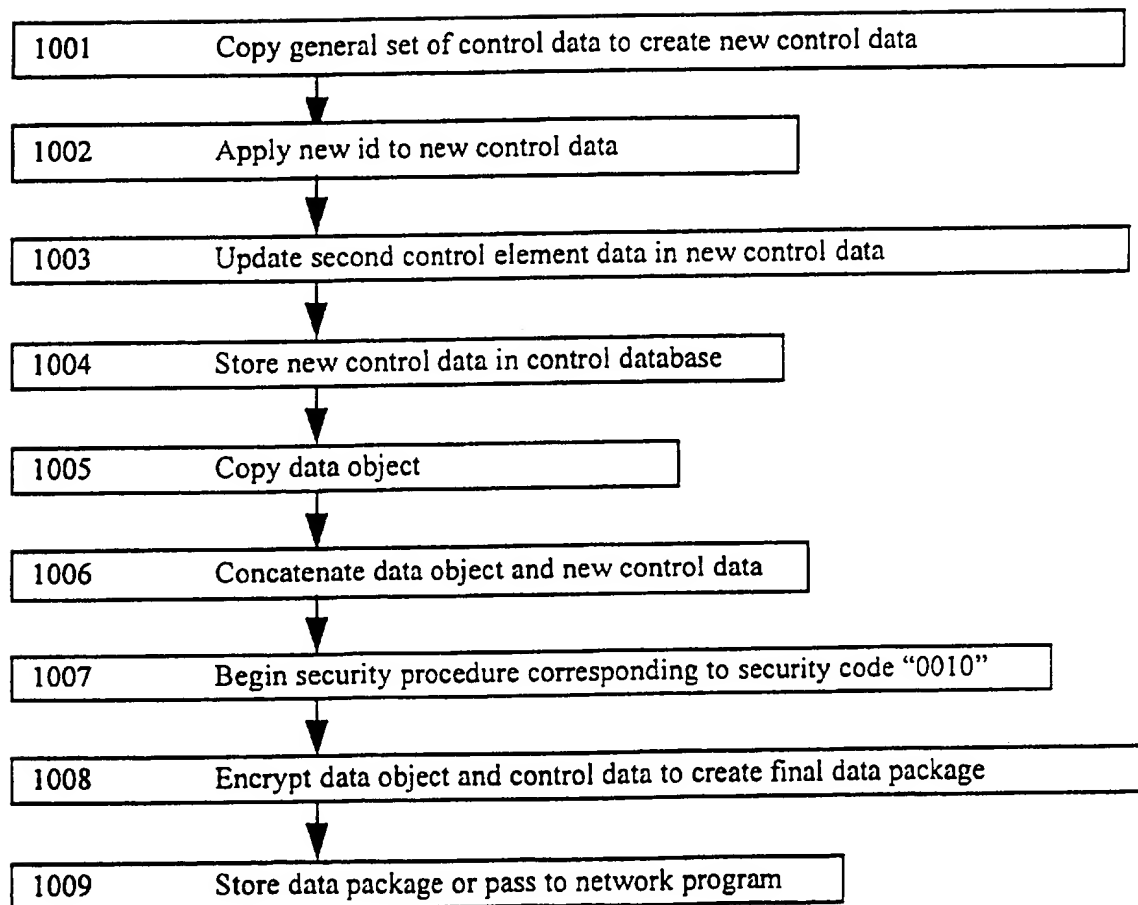 1001 Copy general set of control data to create new control data
1002 Apply new id to new control data
1003 Update second control element data in new control data
1004 Store new control data in control database
1005 Copy data object
1006 Concatenate data object and new control data
1007 Begin security procedure corresponding to security code “0010”
1008 Encrypt data object and control data to create final data package
1009 Store data package or pass to network program